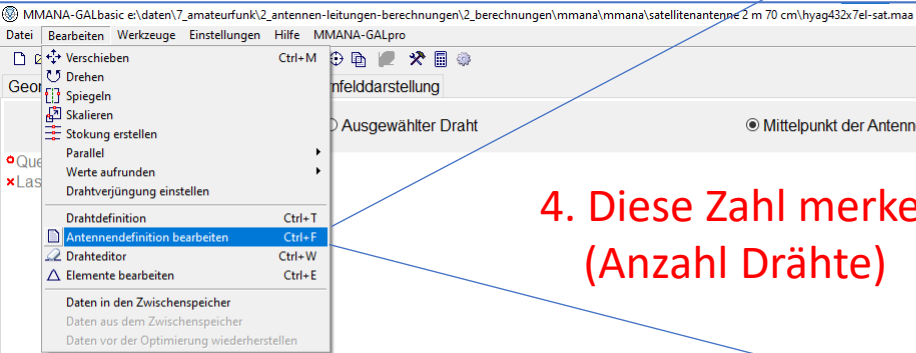 MMANA-GALbasic e:\daten\7_amateurfunk\2_antennen-leitungen-berechnungen\2_berechnungen\mmana\mmana\satellitenantenne 2 m 70 cm\hyag432x7el-sat.maa
Datei Bearbeiten Werkzeuge Einstellungen Hilfe MMANA-GALpro
Verschieben Ctrl+M
Drehen
Geor nfelddarstellung
Spiegeln
Skalieren
Stokung erstellen
Ausgewählter Draht Mittelpunkt der Antenn
Parallel
Que
Werte aufrunden
Las
Drahtverjüngung einstellen
Drahtdefinition Ctrl+T
Antennendefinition bearbeiten Ctrl+F
Drahteditor Ctrl+W
Elemente bearbeiten Ctrl+E
Daten in den Zwischenspeicher
Daten aus dem Zwischenspeicher
Daten vor der Optimierung wiederherstellen
4. Diese Zahl merke
(Anzahl Drähte)